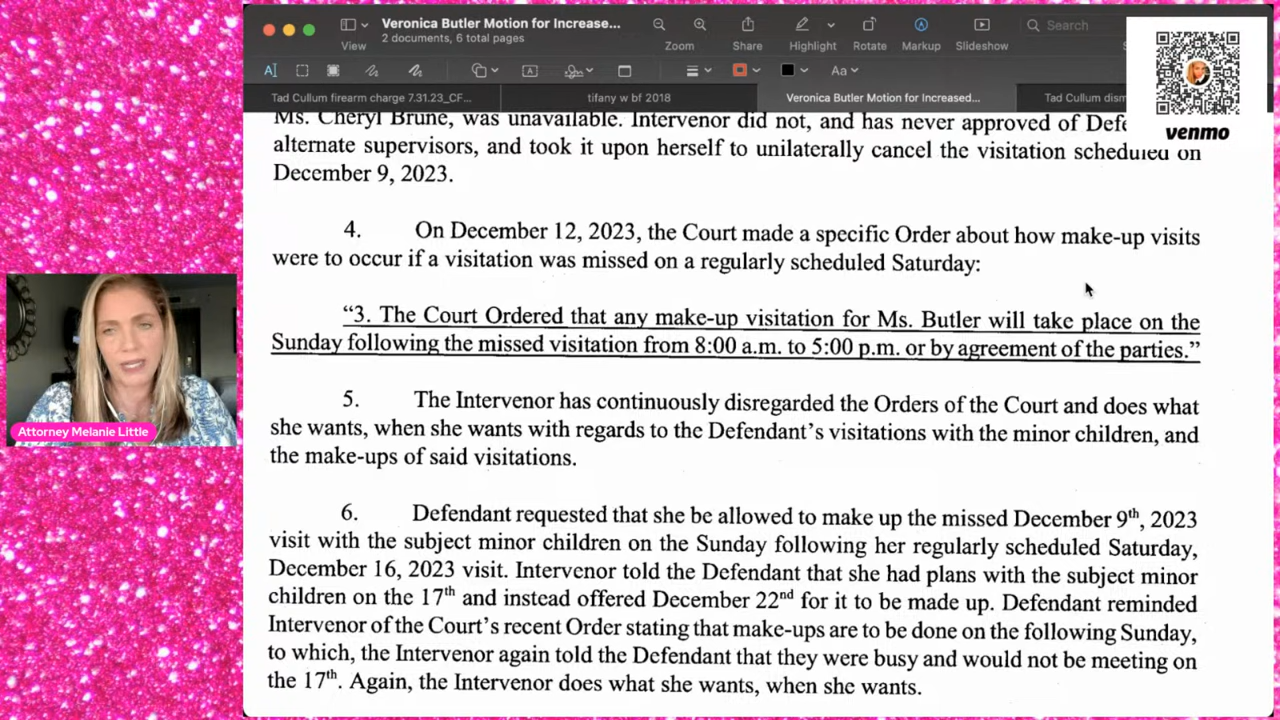 Veronica Butler Motion for Increase...
2 documents, 6 total pages
View
Zoom
Share
Highlight
Rotate
Markup
Slideshow
Search
venmo
Tad Cullum firearm charge 7.31.23_CF...
tifany w bf 2018
Veronica Butler Motion for Increased...
Tad Cullum
Ms. Cheryl Brune, was unavailable. Intervenor did not, and has never approved of
alternate supervisors, and took it upon herself to unilaterally cancel the visitation scheduled on
December 9, 2023.
4. On December 12, 2023, the Court made a specific Order about how make-up visits
were to occur if a visitation was missed on a regularly scheduled Saturday:
“3. The Court Ordered that any make-up visitation for Ms. Butler will take place on the
Sunday following the missed visitation from 8:00 a.m. to 5:00 p.m. or by agreement of the parties.”
5. The Intervenor has continuously disregarded the Orders of the Court and does what
she wants, when she wants with regards to the Defendant’s visitations with the minor children, and
the make-ups of said visitations.
6. Defendant requested that she be allowed to make up the missed December 9th, 2023
visit with the subject minor children on the Sunday following her regularly scheduled Saturday,
December 16, 2023 visit. Intervenor told the Defendant that she had plans with the subject minor
children on the 17th and instead offered December 22nd for it to be made up. Defendant reminded
Intervenor of the Court’s recent Order stating that make-ups are to be done on the following Sunday,
to which, the Intervenor again told the Defendant that they were busy and would not be meeting on
the 17th. Again, the Intervenor does what she wants, when she wants.
Attorney Melanie Little